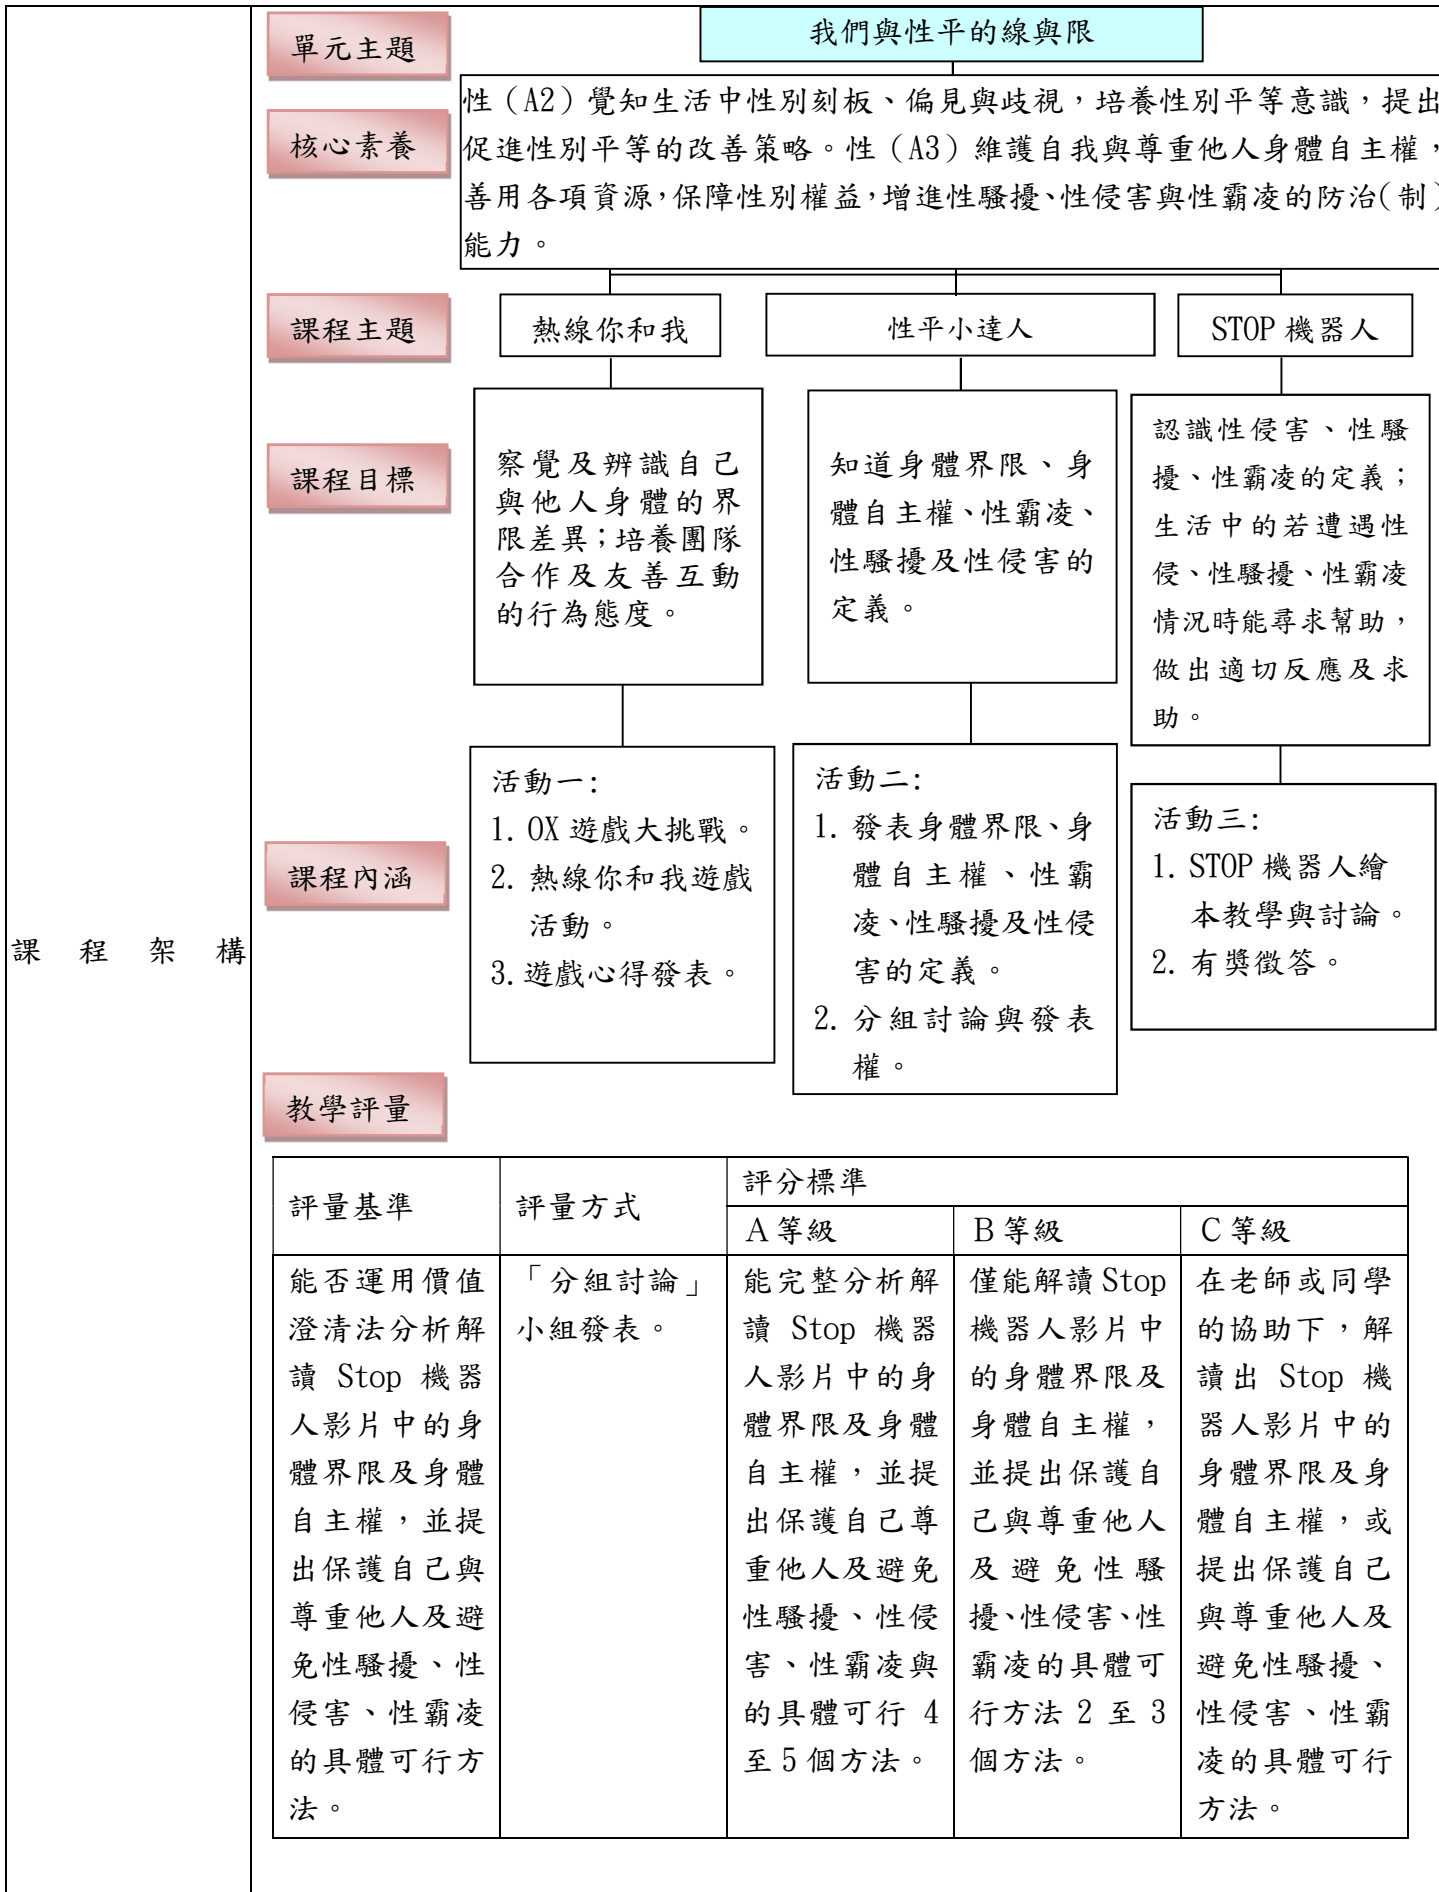 單元主題
我們與性平的線與限
核心素養
性（A2）覺知生活中性別刻板、偏見與歧視，培養性別平等意識，提出
促進性別平等的改善策略。性（A3）維護自我與尊重他人身體自主權，
善用各項資源，保障性別權益，增進性騷擾、性侵害與性霸凌的防治（制）
能力。
課程主題
熱線你和我
性平小達人
STOP 機器人
課程目標
察覺及辨識自己
與他人身體的界
限差異；培養團隊
合作及友善互動
的行為態度。
知道身體界限、身
體自主權、性霸凌、
性騷擾及性侵害的
定義。
認識性侵害、性騷
擾、性霸凌的定義；
生活中的若遭遇性
侵、性騷擾、性霸凌
情況時能尋求幫助，
做出適切反應及求
助。
課程內涵
活動一：
1. OX 遊戲大挑戰。
2. 熱線你和我遊戲
活動。
3. 遊戲心得發表。
活動二：
1. 發表身體界限、身
體自主權、性霸
凌、性騷擾及性侵
害的定義。
2. 分組討論與發表
權。
活動三：
1. STOP 機器人繪
本教學與討論。
2. 有獎徵答。
課程架構
教學評量
評量基準
評量方式
評分標準
A 等級
B 等級
C 等級
能否運用價值
澄清法分析解
讀 Stop 機器
人影片中的身
體界限及身體
自主權，並提
出保護自己與
尊重他人及避
免性騷擾、性
侵害、性霸凌
的具體可行方
法。
「分組討論」
小組發表。
能完整分析解
讀 Stop 機器
人影片中的身
體界限及身體
自主權，並提
出保護自己尊
重他人及避免
性騷擾、性侵
害、性霸凌與
的具體可行 4
至 5 個方法。
僅能解讀 Stop
機器人影片中
的身體界限及
身體自主權，
並提出保護自
己與尊重他人
及避免性騷
擾、性侵害、性
霸凌的具體可
行方法 2 至 3
個方法。
在老師或同學
的協助下，解
讀出 Stop 機
器人影片中的
身體界限及身
體自主權，或
提出保護自己
與尊重他人及
避免性騷擾、
性侵害、性霸
凌的具體可行
方法。